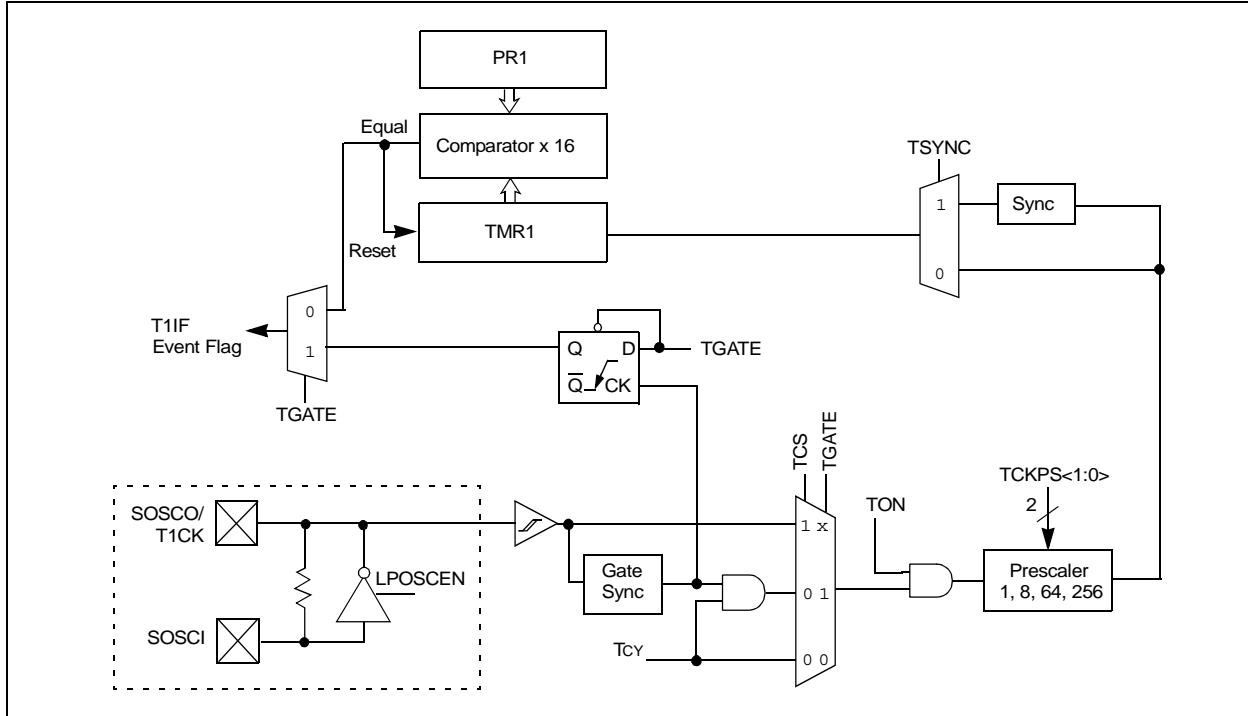 PR1
Equal
Comparator x 16
TSYNC
1
Sync
Reset
TMR1
0
0
T1IF
Event Flag
1
Q
D
TGATE
Q
CK
TGATE
TCS
TGATE
TCKPS<1:0>
2
TON
SOSCO/
T1CK
1 x
LPOSCEN
Gate
Sync
0 1
Prescaler
1, 8, 64, 256
SOSCI
TCY
0 0